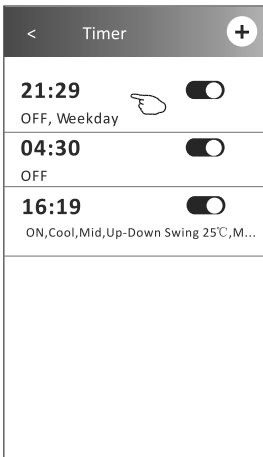 < Timer +
21:29
OFF, Weekday
04:30
OFF
16:19
ON,Cool,Mid,Up-Down Swing 25℃,M...